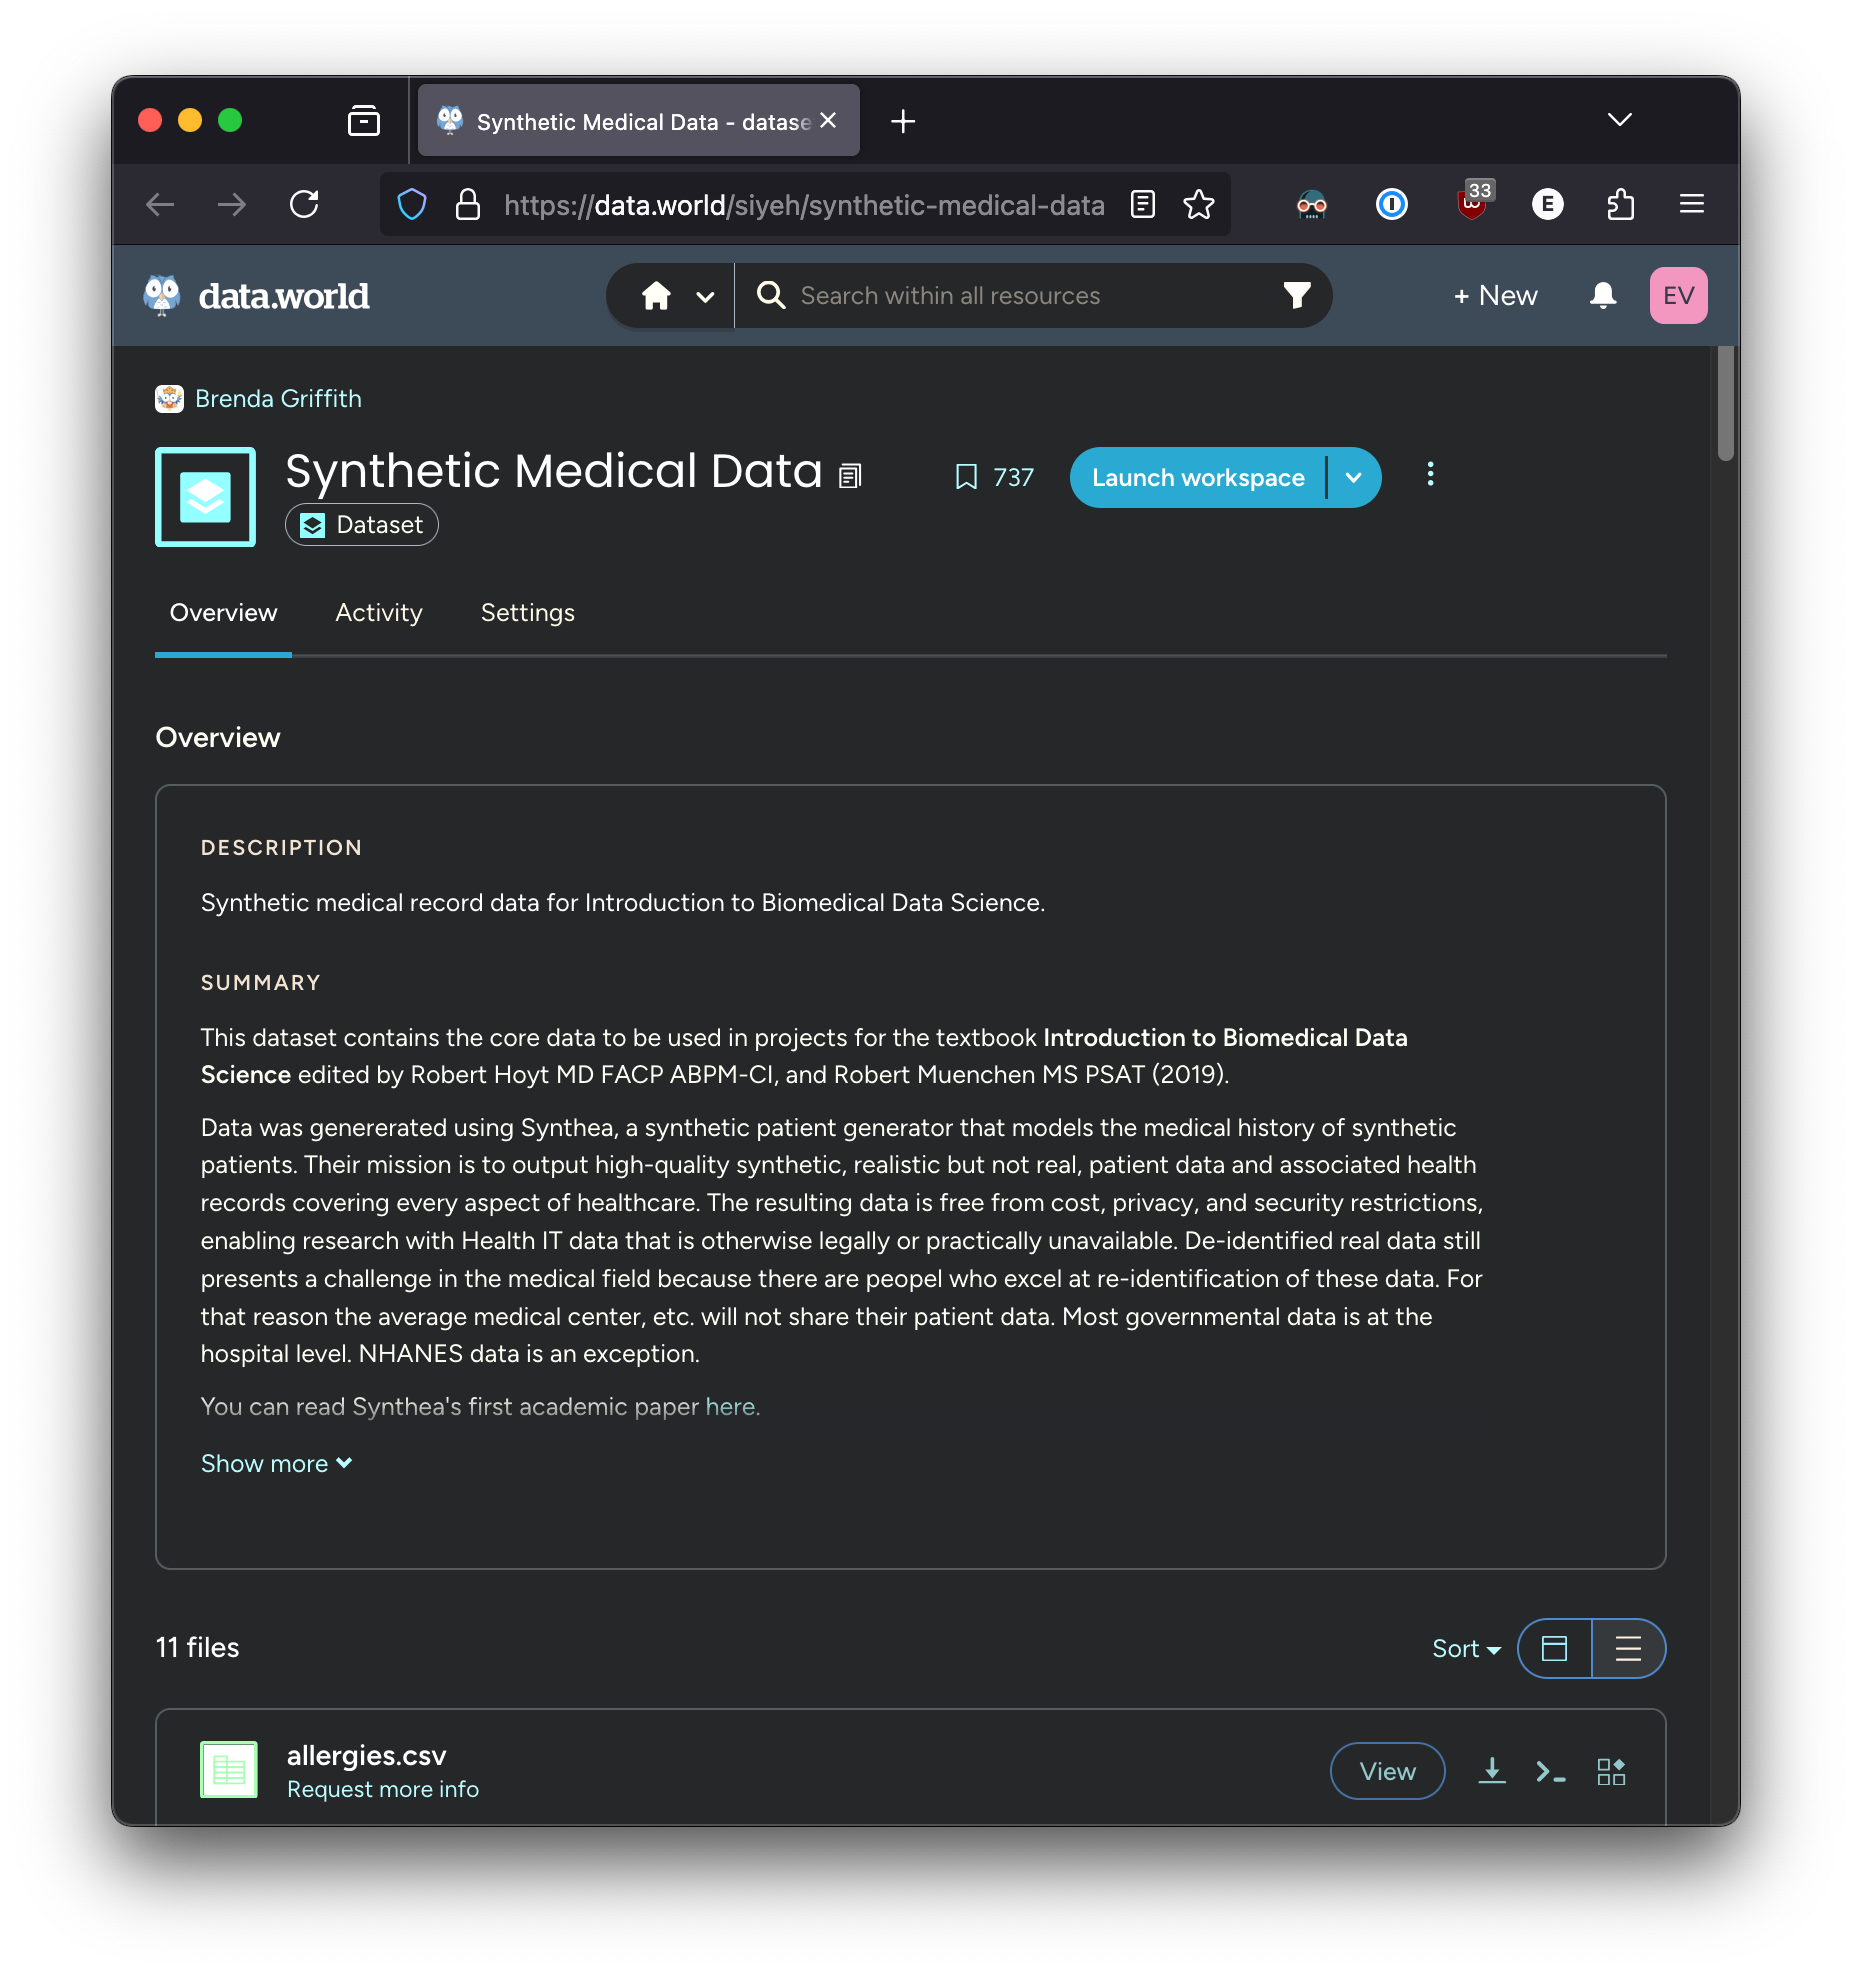 Synthetic Medical Data - datase
https://data.world/siyeh/synthetic-medical-data
33
E
data.world
Search within all resources
+ New
EV
Brenda Griffith
Synthetic Medical Data
737
Launch workspace
Dataset
Overview
Activity
Settings
Overview
DESCRIPTION
Synthetic medical record data for Introduction to Biomedical Data Science.
SUMMARY
This dataset contains the core data to be used in projects for the textbook Introduction to Biomedical Data
Science edited by Robert Hoyt MD FACP ABPM-CI, and Robert Muenchen MS PSAT (2019).
Data was genererated using Synthea, a synthetic patient generator that models the medical history of synthetic
patients. Their mission is to output high-quality synthetic, realistic but not real, patient data and associated health
records covering every aspect of healthcare. The resulting data is free from cost, privacy, and security restrictions,
enabling research with Health IT data that is otherwise legally or practically unavailable. De-identified real data still
presents a challenge in the medical field because there are peopel who excel at re-identification of these data. For
that reason the average medical center, etc. will not share their patient data. Most governmental data is at the
hospital level. NHANES data is an exception.
You can read Synthea's first academic paper here.
Show more
11 files
Sort
allergies.csv
Request more info
View